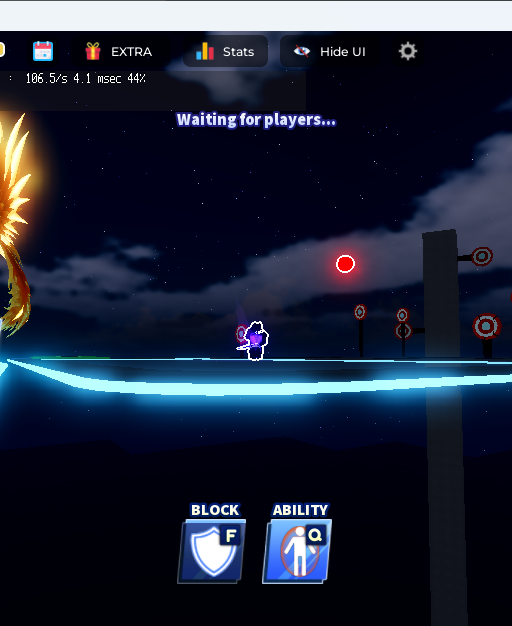 EXTRA Stats Hide UI
: 106.5/s 4.1 msec 44%
Waiting for players...
BLOCK ABILITY
F Q